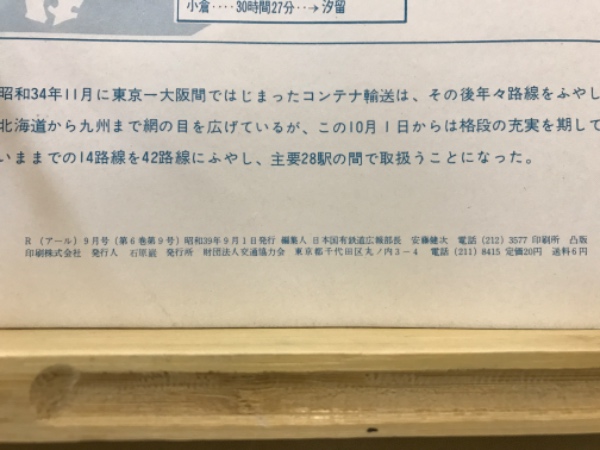 小倉‥‥30時間27分‥→汐留
昭和34年11月に東京ー大阪間ではじまったコンテナ輸送は、その後年々路線をふやし
北海道から九州まで網の目を広げているが、この10月1日からは格段の充実を期して
いままでの14路線を42路線にふやし、主要28駅の間で取扱うことになった。
R（アール）9月号（第6巻第9号）昭和39年9月1日発行 編集人 日本国有鉄道広報部長 安藤健次 電話（212）3577 印刷所 凸版
印刷株式会社 発行人 石原巌 発行所 財団法人交通協力会 東京都千代田区丸ノ内3－4 電話（211）8415 定価20円 送料6円